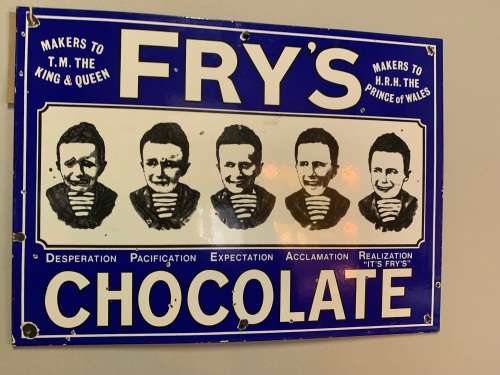 MAKERS TO
T.M. THE
KING & QUEEN
FRY'S
MAKERS TO
H.R.H. THE
PRINCE of WALES
DESPERATION PACIFICATION EXPECTATION ACCLAMATION REALIZATION
"IT'S FRY'S"
CHOCOLATE